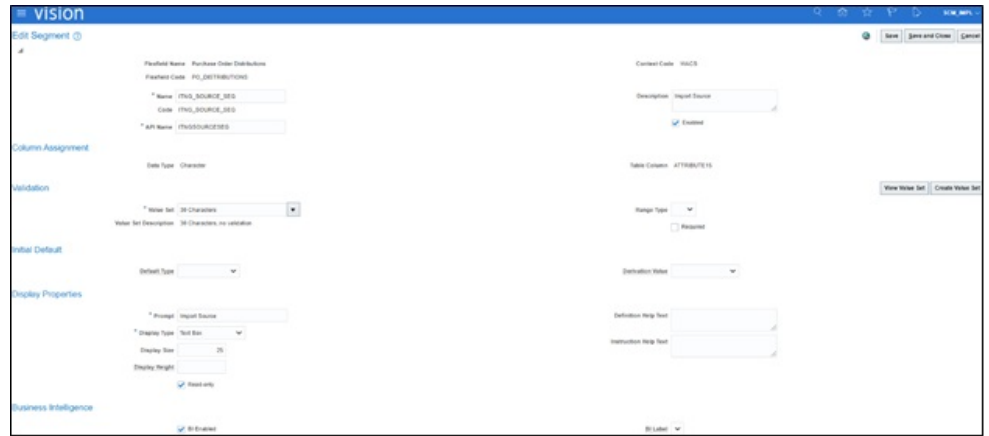 vision
SCM_IMPL
Edit Segment
Save Save and Close Cancel
Flexfield Name Purchase Order Distributions Context Code WACS
Flexfield Code PO_DISTRIBUTIONS
* Name ITNG_SOURCE_SEG Description Import Source
Code ITNG_SOURCE_SEG
* API Name ITNGSOURCESEG Enabled
Column Assignment
Data Type Character Table Column ATTRIBUTE15
Validation View Value Set Create Value Set
* Value Set 38 Characters Range Type
Value Set Description 38 Characters, no validation Required
Initial Default
Default Type Derivation Value
Display Properties
* Prompt Import Source Definition Help Text
* Display Type Text Box
Instruction Help Text
Display Size 25
Display Height
Read-only
Business Intelligence
BI Enabled BI Label